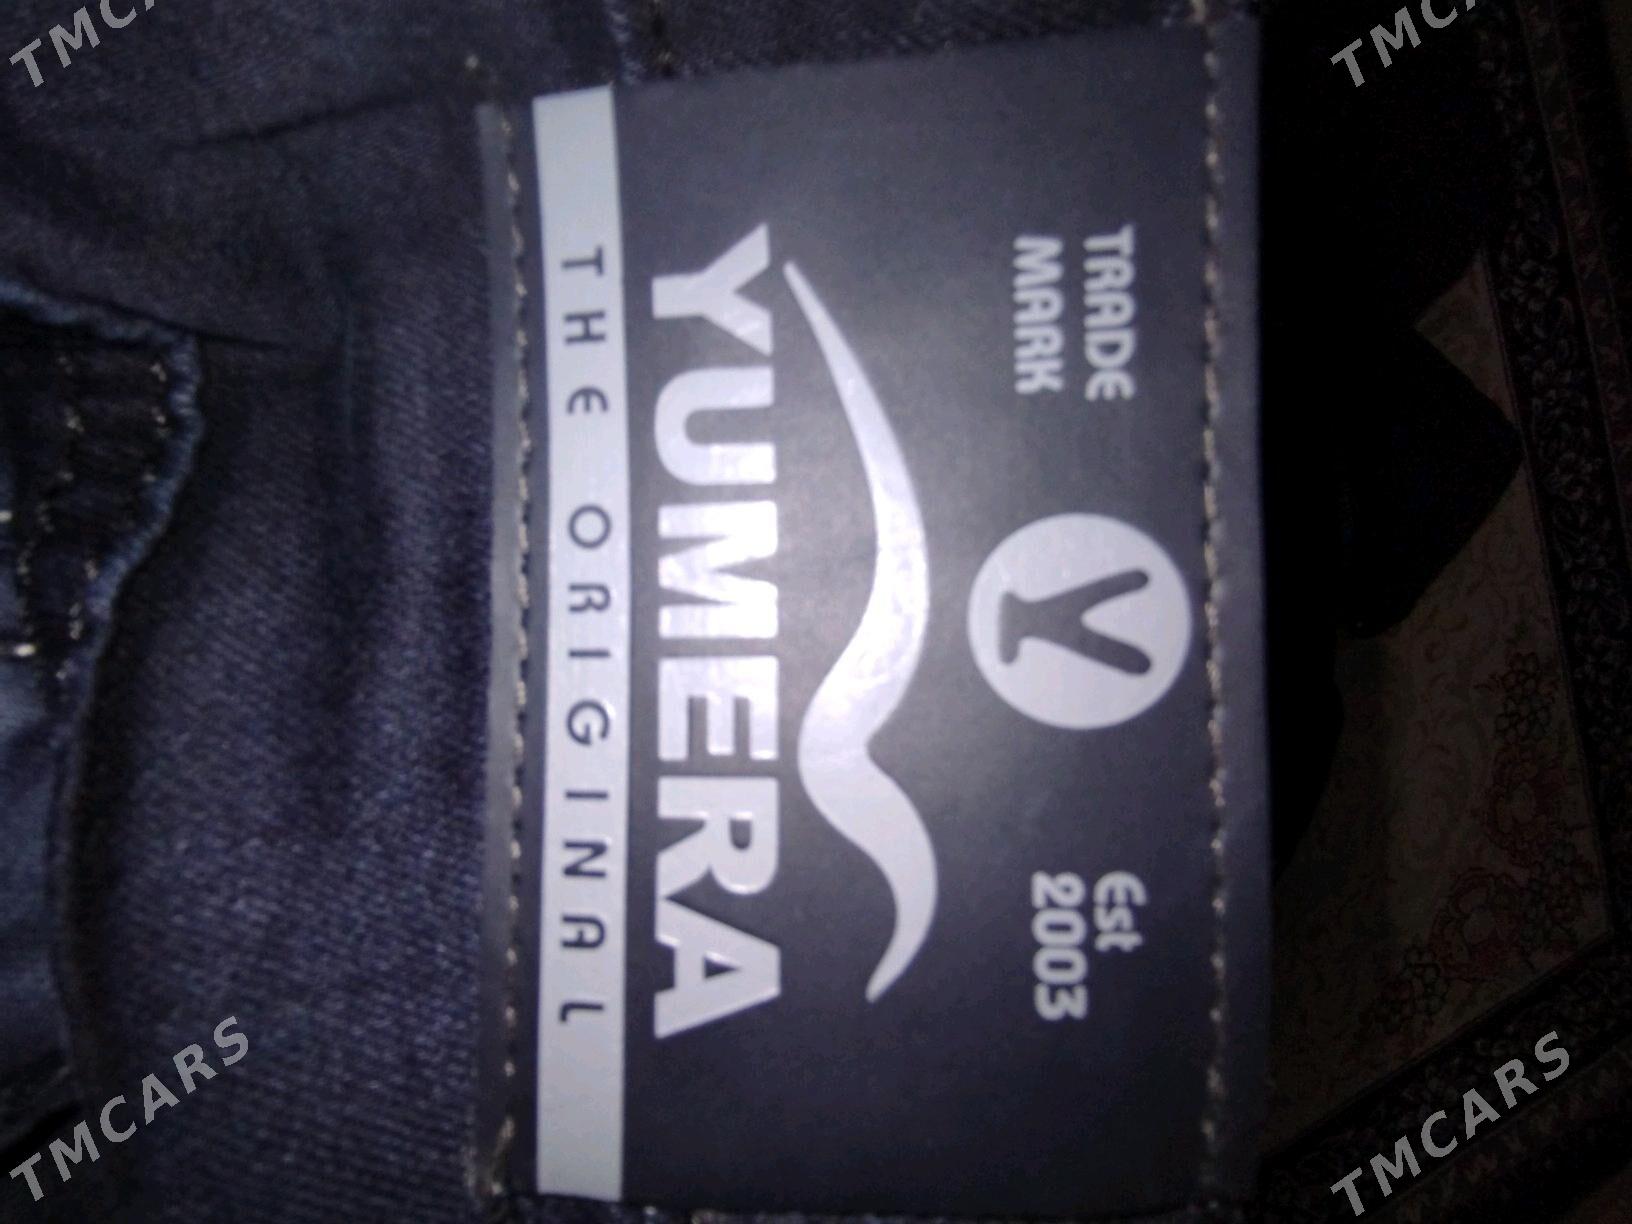 TRADE
MARK
Y
Est
2003
YUMERA
THE ORIGINAL
TMCARS
TMCARS
TMCARS
TMCARS